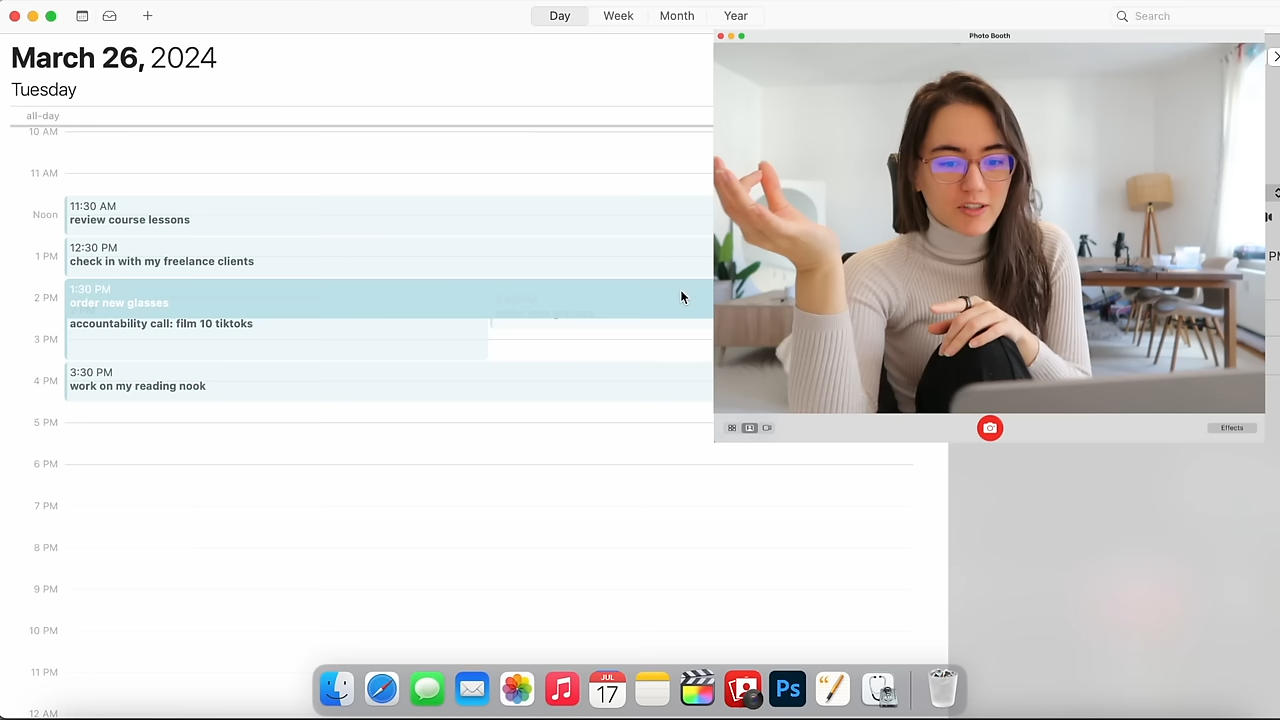 Day Week Month Year
Search
Photo Booth
March 26, 2024
Tuesday
all-day
10 AM
11 AM
11:30 AM
review course lessons
Noon
12:30 PM
check in with my freelance clients
1 PM
1:30 PM
order new glasses
2 PM
accountability call: film 10 tiktoks
3 PM
3:30 PM
work on my reading nook
4 PM
5 PM
6 PM
7 PM
8 PM
9 PM
10 PM
11 PM
12 AM
Effects
PM
JUL
17
Ps